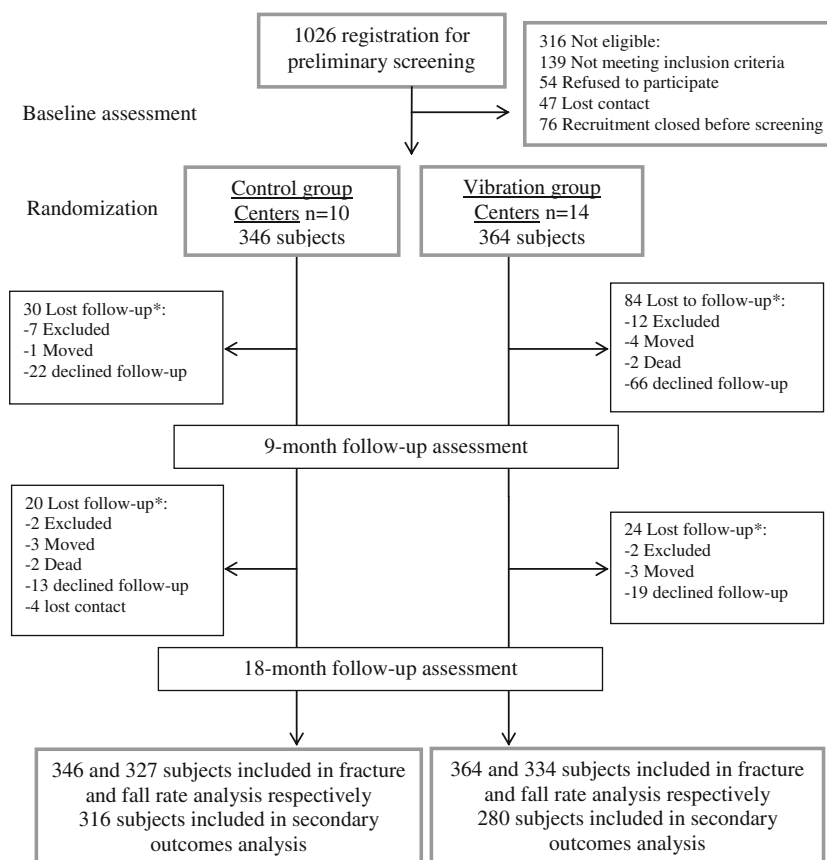 1026 registration for
preliminary screening
316 Not eligible:
139 Not meeting inclusion criteria
54 Refused to participate
47 Lost contact
76 Recruitment closed before screening
Baseline assessment
Randomization
Control group
Centers n=10
346 subjects
Vibration group
Centers n=14
364 subjects
30 Lost follow-up*:
-7 Excluded
-1 Moved
-22 declined follow-up
84 Lost to follow-up*:
-12 Excluded
-4 Moved
-2 Dead
-66 declined follow-up
9-month follow-up assessment
20 Lost follow-up*:
-2 Excluded
-3 Moved
-2 Dead
-13 declined follow-up
-4 lost contact
24 Lost follow-up*:
-2 Excluded
-3 Moved
-19 declined follow-up
18-month follow-up assessment
346 and 327 subjects included in fracture
and fall rate analysis respectively
316 subjects included in secondary
outcomes analysis
364 and 334 subjects included in fracture
and fall rate analysis respectively
280 subjects included in secondary
outcomes analysis